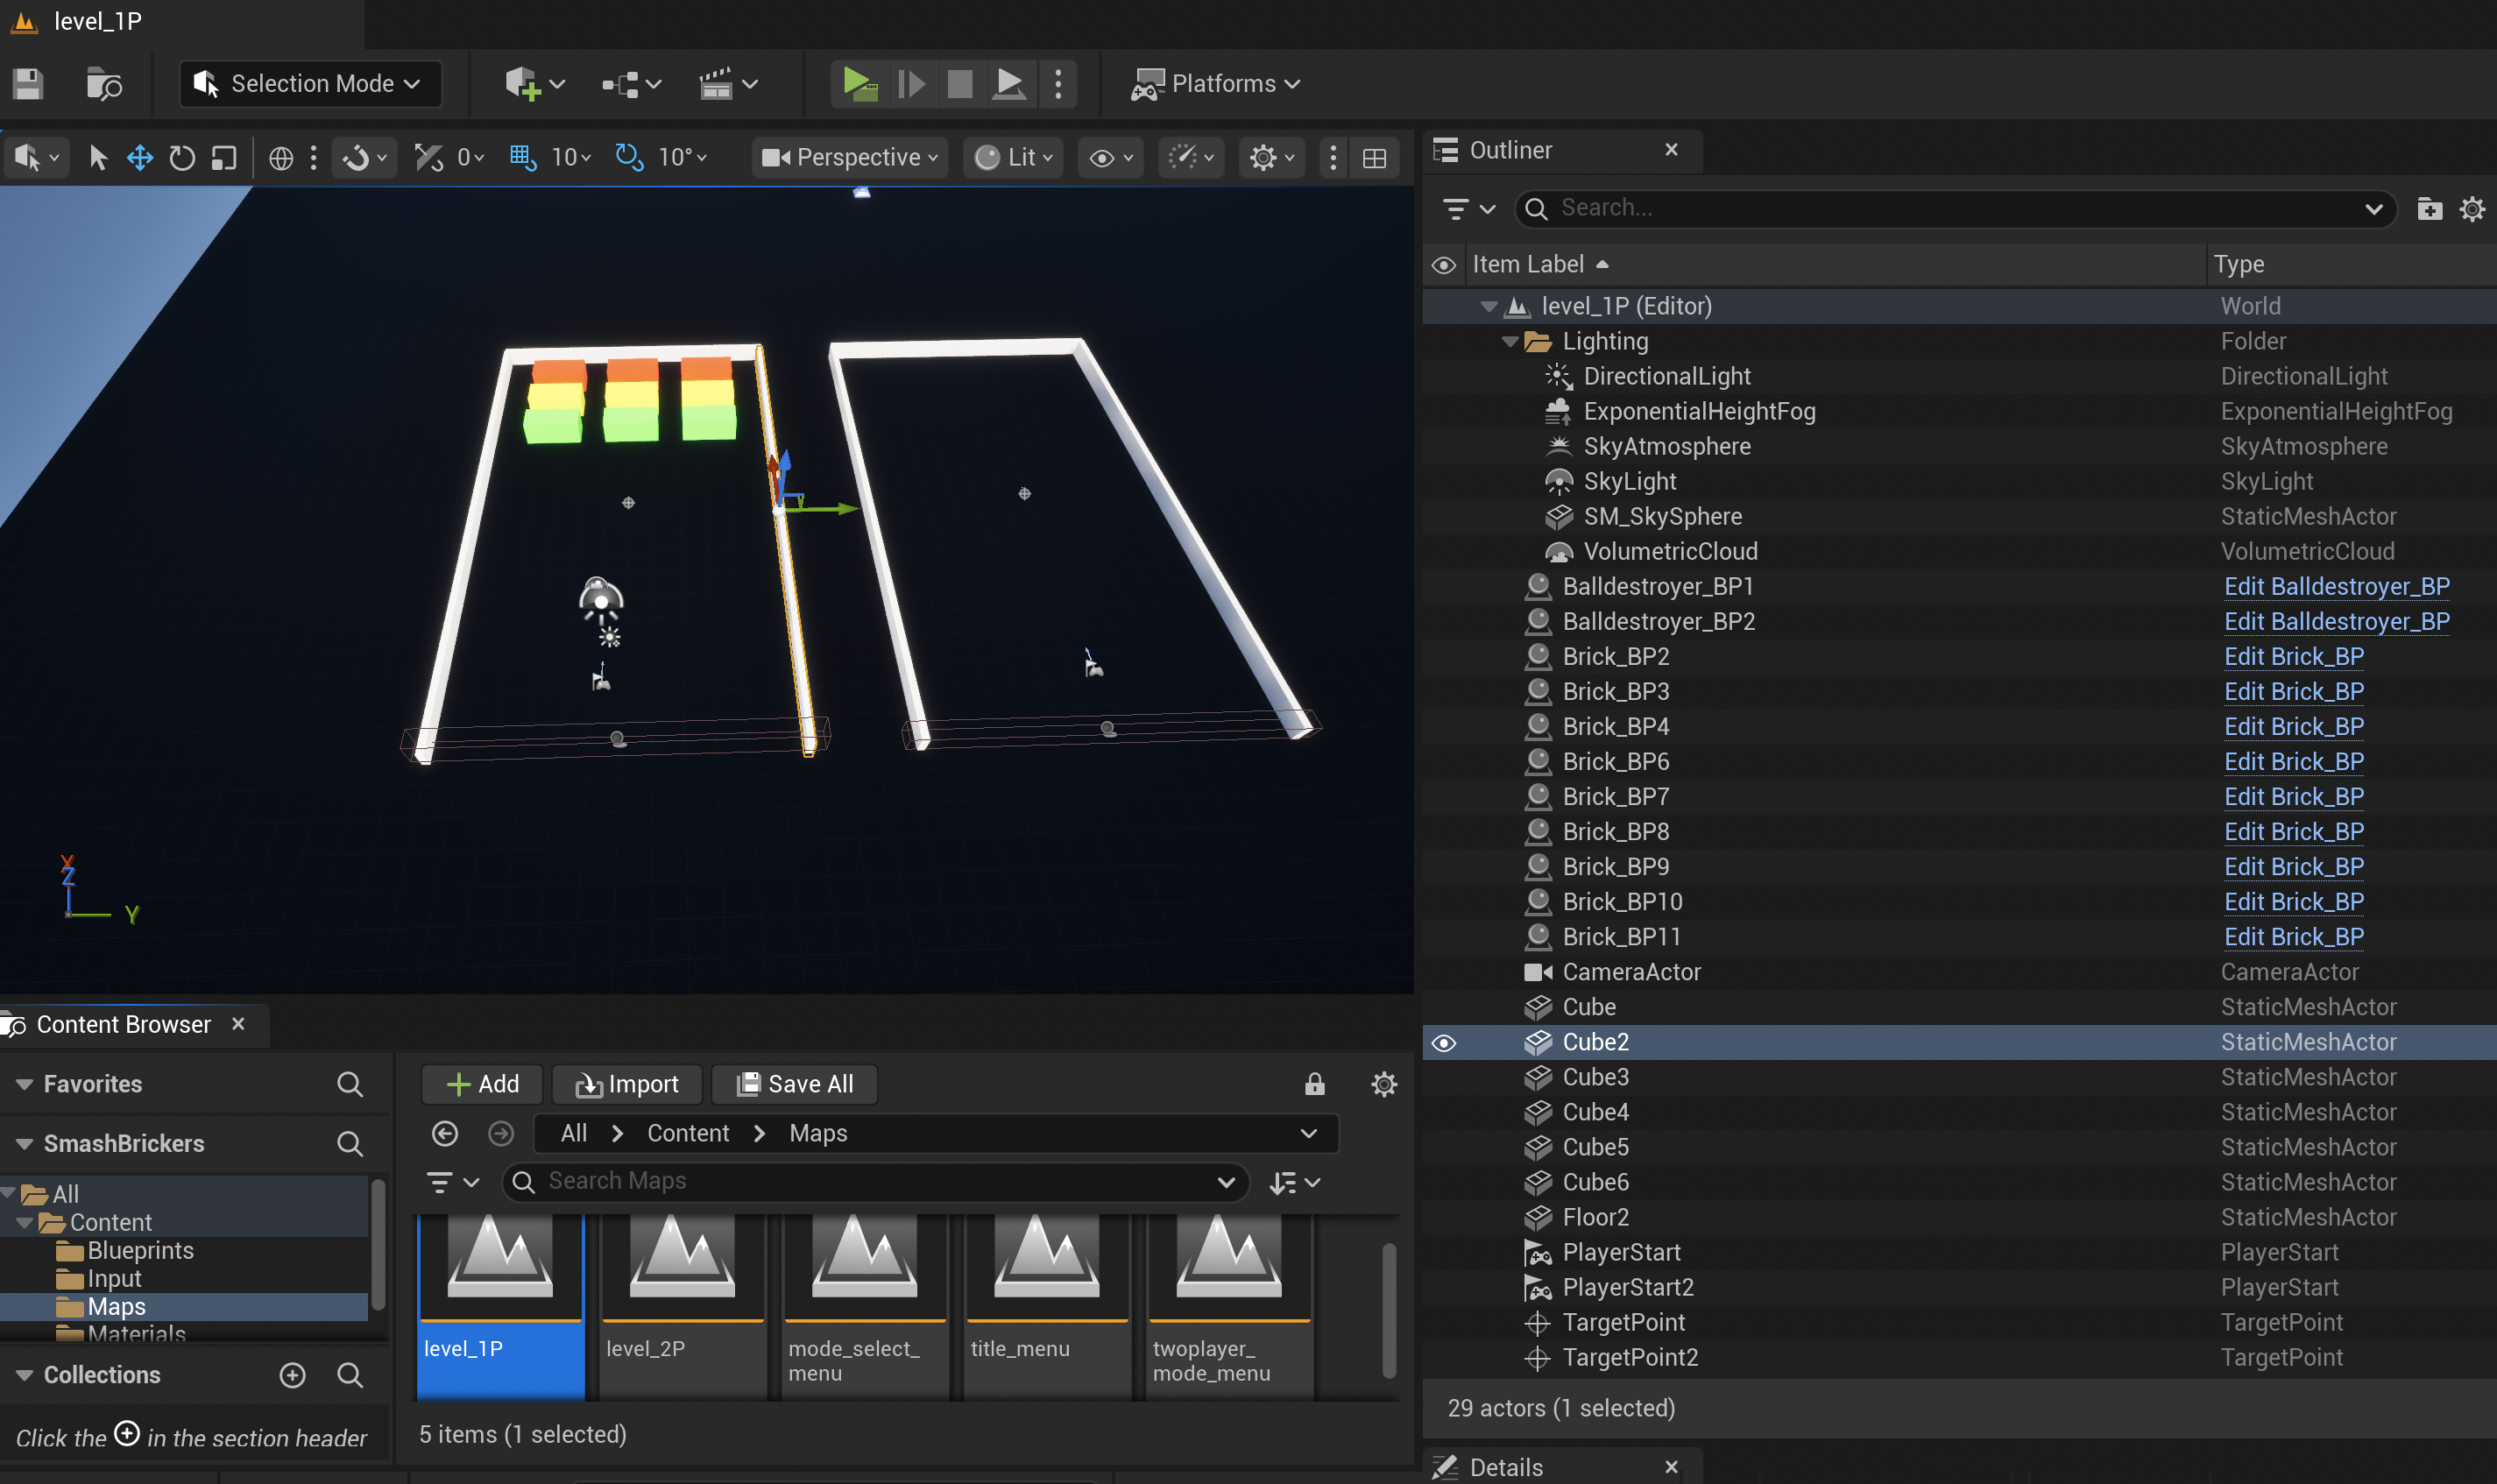 level_1P
Selection Mode
Platforms
0
10
10°
Perspective
Lit
X
Z
Y
Outliner
Search...
Item Label
Type
level_1P (Editor)
World
Lighting
Folder
DirectionalLight
DirectionalLight
ExponentialHeightFog
ExponentialHeightFog
SkyAtmosphere
SkyAtmosphere
SkyLight
SkyLight
SM_SkySphere
StaticMeshActor
VolumetricCloud
VolumetricCloud
Balldestroyer_BP1
Edit Balldestroyer_BP
Balldestroyer_BP2
Edit Balldestroyer_BP
Brick_BP2
Edit Brick_BP
Brick_BP3
Edit Brick_BP
Brick_BP4
Edit Brick_BP
Brick_BP6
Edit Brick_BP
Brick_BP7
Edit Brick_BP
Brick_BP8
Edit Brick_BP
Brick_BP9
Edit Brick_BP
Brick_BP10
Edit Brick_BP
Brick_BP11
Edit Brick_BP
CameraActor
CameraActor
Cube
StaticMeshActor
Cube2
StaticMeshActor
Cube3
StaticMeshActor
Cube4
StaticMeshActor
Cube5
StaticMeshActor
Cube6
StaticMeshActor
Floor2
StaticMeshActor
PlayerStart
PlayerStart
PlayerStart2
PlayerStart
TargetPoint
TargetPoint
TargetPoint2
TargetPoint
29 actors (1 selected)
Details
Content Browser
Favorites
SmashBrickers
All
Content
Blueprints
Input
Maps
Materials
Collections
Click the
in the section header
Add
Import
Save All
All
Content
Maps
Search Maps
level_1P
level_2P
mode_select_
menu
title_menu
twoplayer_
mode_menu
5 items (1 selected)